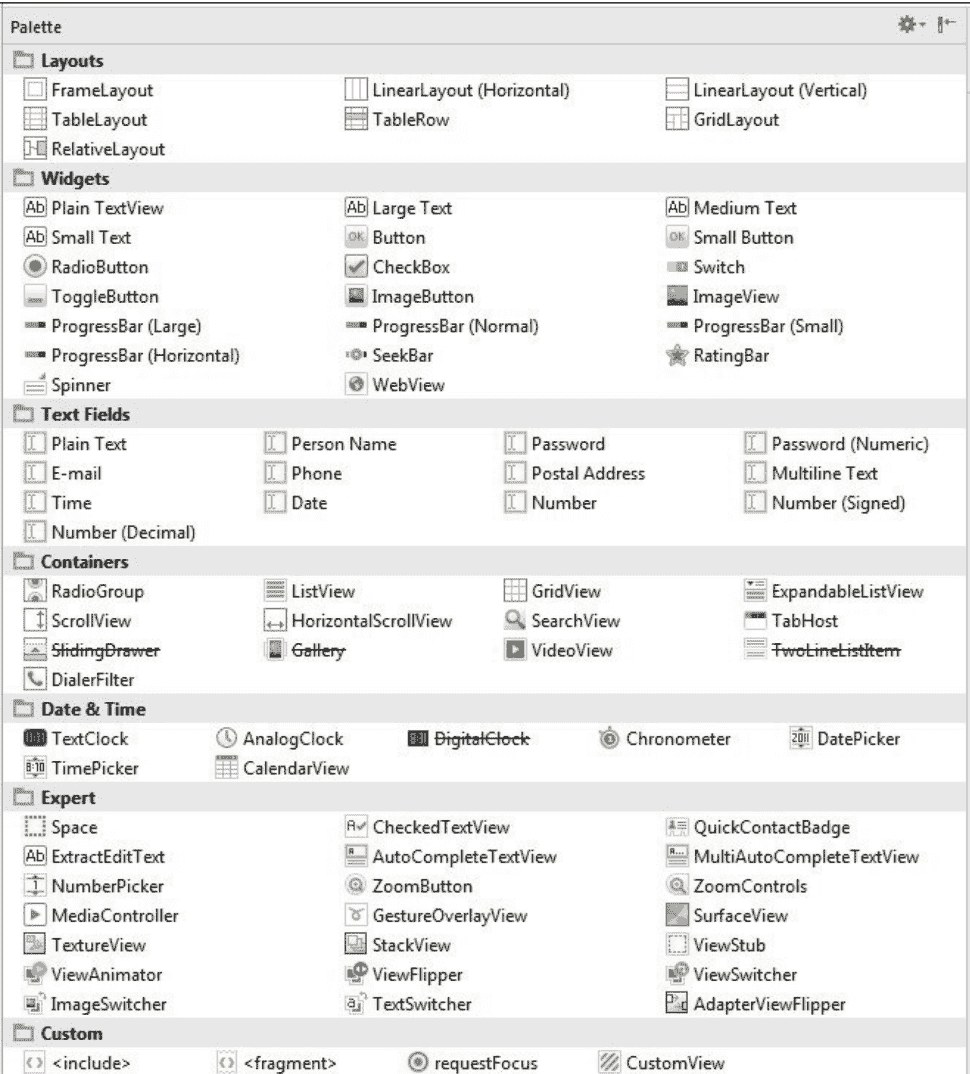 Palette
Layouts
FrameLayout LinearLayout (Horizontal) LinearLayout (Vertical)
TableLayout TableRow GridLayout
RelativeLayout
Widgets
Ab Plain TextView Ab Large Text Ab Medium Text
Ab Small Text OK Button OK Small Button
RadioButton CheckBox Switch
ToggleButton ImageButton ImageView
ProgressBar (Large) ProgressBar (Normal) ProgressBar (Small)
ProgressBar (Horizontal) SeekBar RatingBar
Spinner WebView
Text Fields
Plain Text Person Name Password Password (Numeric)
E-mail Phone Postal Address Multiline Text
Time Date Number Number (Signed)
Number (Decimal)
Containers
RadioGroup ListView GridView ExpandableListView
ScrollView HorizontalScrollView SearchView TabHost
SlidingDrawer Gallery VideoView TwoLineListItem
DialerFilter
Date & Time
TextClock AnalogClock DigitalClock Chronometer 2011 DatePicker
8:10 TimePicker CalendarView
Expert
Space CheckedTextView QuickContactBadge
Ab ExtractEditText AutoCompleteTextView MultiAutoCompleteTextView
NumberPicker ZoomButton ZoomControls
MediaController GestureOverlayView SurfaceView
TextureView StackView ViewStub
ViewAnimator ViewFlipper ViewSwitcher
ImageSwitcher TextSwitcher AdapterViewFlipper
Custom
<include> <fragment> requestFocus CustomView